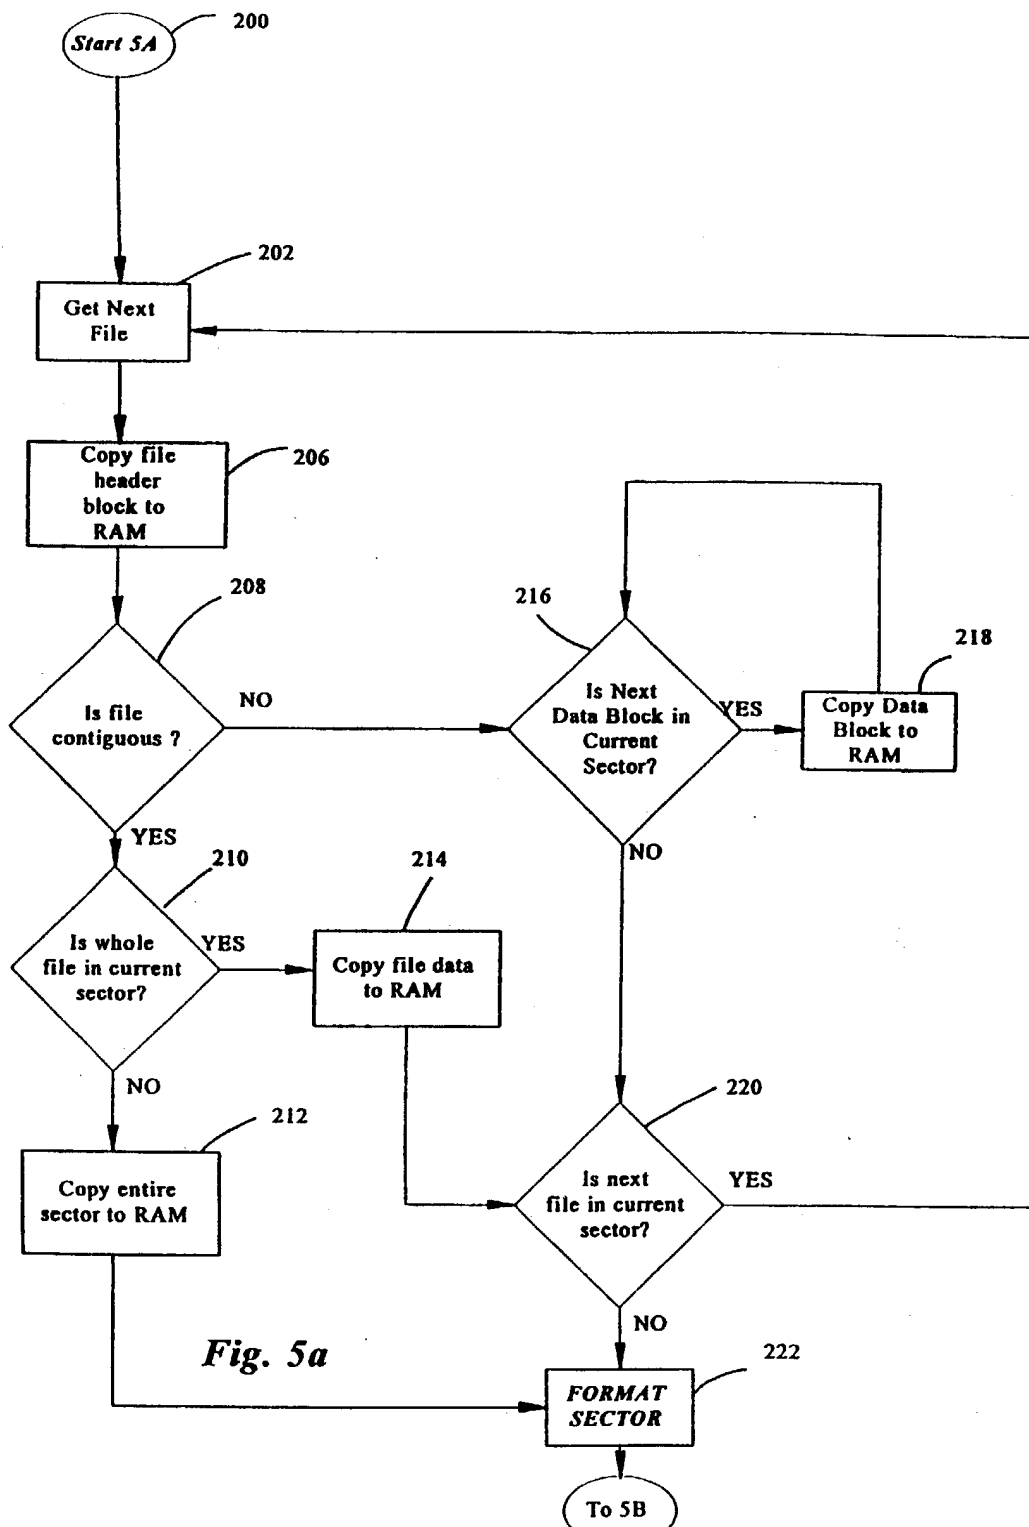 Start 5A
200
202
Get Next
File
Copy file
header
block to
RAM
206
208
Is file
contiguous ?
NO
YES
216
Is Next
Data Block in
Current
Sector?
YES
NO
218
Copy Data
Block to
RAM
210
Is whole
file in current
sector?
YES
NO
214
Copy file data
to RAM
212
Copy entire
sector to RAM
220
Is next
file in current
sector?
YES
NO
Fig. 5a
222
FORMAT
SECTOR
To 5B